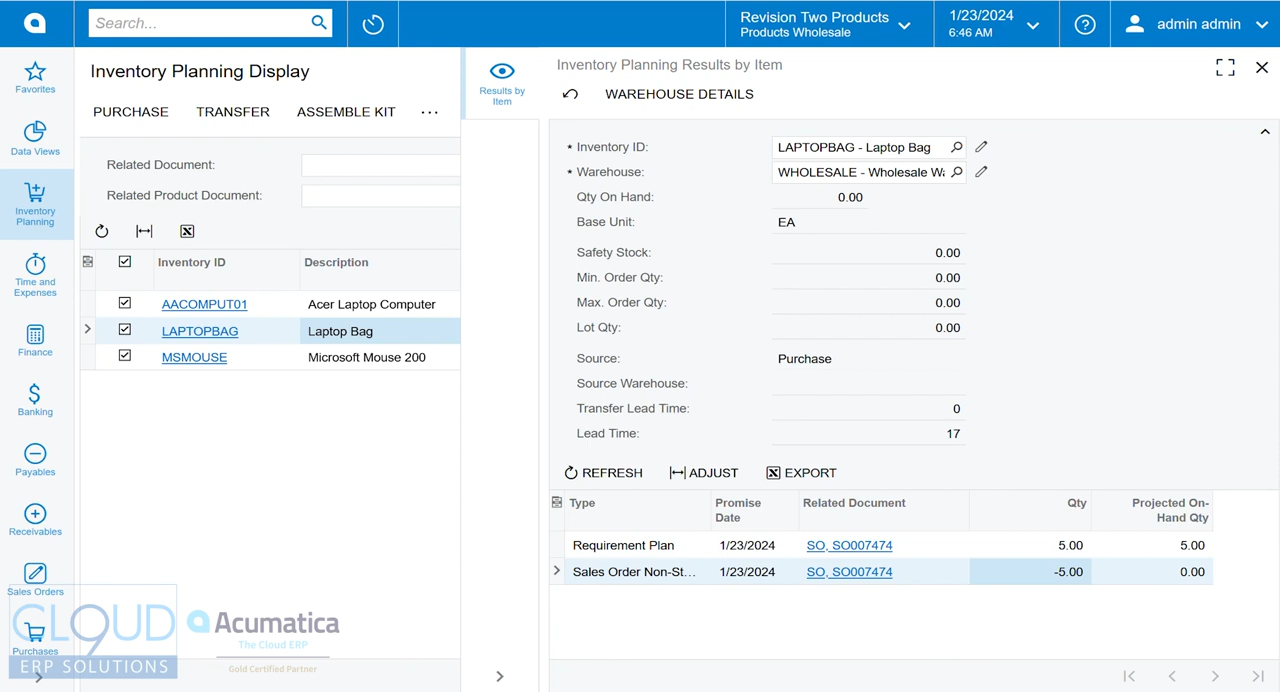 Search...
Revision Two Products
Products Wholesale
1/23/2024
6:46 AM
admin admin
Favorites
Data Views
Inventory
Planning
Time and
Expenses
Finance
Banking
Payables
Receivables
Sales Orders
Purchases
Inventory Planning Display
PURCHASE TRANSFER ASSEMBLE KIT ...
Related Document:
Related Product Document:
Inventory ID Description
AACOMPUT01 Acer Laptop Computer
LAPTOPBAG Laptop Bag
MSMOUSE Microsoft Mouse 200
Results by
Item
Inventory Planning Results by Item
WAREHOUSE DETAILS
Inventory ID: LAPTOPBAG - Laptop Bag
Warehouse: WHOLESALE - Wholesale Wa
Qty On Hand: 0.00
Base Unit: EA
Safety Stock: 0.00
Min. Order Qty: 0.00
Max. Order Qty: 0.00
Lot Qty: 0.00
Source: Purchase
Source Warehouse:
Transfer Lead Time: 0
Lead Time: 17
REFRESH ADJUST EXPORT
Type Promise Date Related Document Qty Projected On-Hand Qty
Requirement Plan 1/23/2024 SO, SO007474 5.00 5.00
Sales Order Non-St... 1/23/2024 SO, SO007474 -5.00 0.00
CLOUD 9
ERP SOLUTIONS
Acumatica
The Cloud ERP
Gold Certified Partner